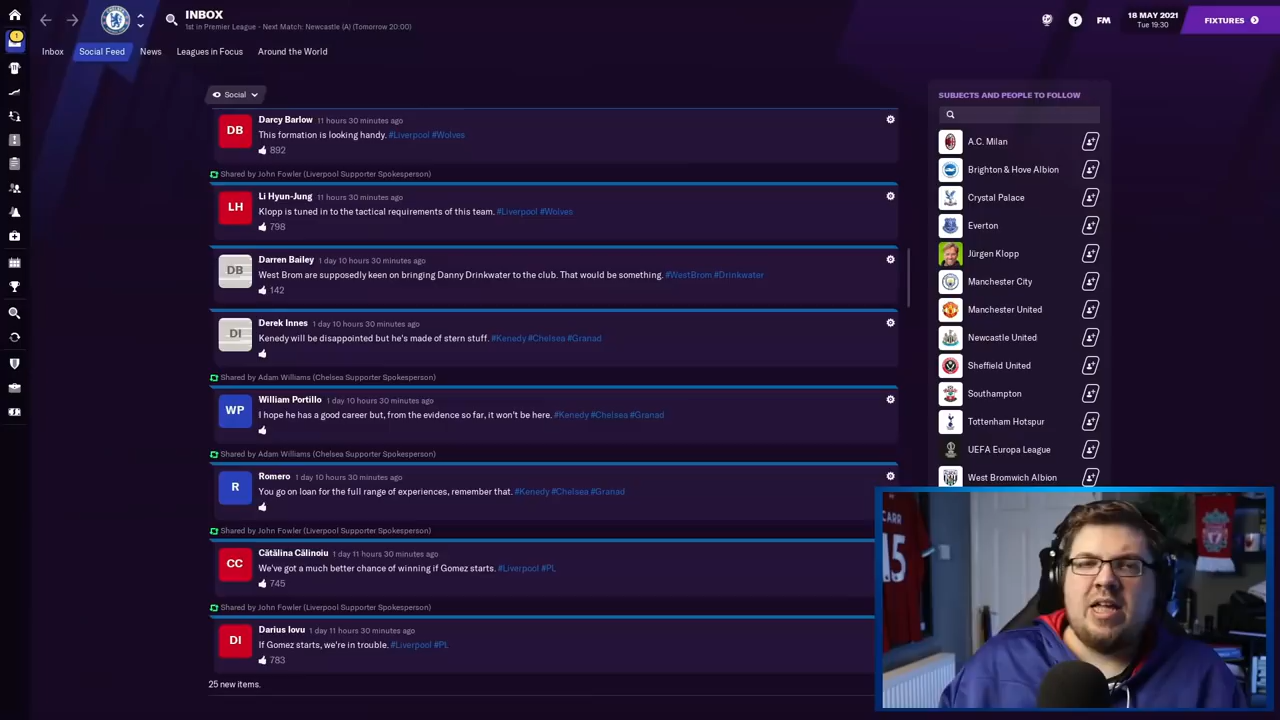 INBOX
1st in Premier League - Next Match: Newcastle (A) (Tomorrow 20:00)
FM
18 MAY 2021
Tue 19:30
FIXTURES
Inbox
Social Feed
News
Leagues in Focus
Around the World
Social
Darcy Barlow 11 hours 30 minutes ago
This formation is looking handy. #Liverpool #Wolves
892
Shared by John Fowler (Liverpool Supporter Spokesperson)
LH
Li Hyun-Jung 11 hours 30 minutes ago
Klopp is tuned in to the tactical requirements of this team. #Liverpool #Wolves
798
DB
Darren Bailey 1 day 10 hours 30 minutes ago
West Brom are supposedly keen on bringing Danny Drinkwater to the club. That would be something. #WestBrom #Drinkwater
142
DI
Derek Innes 1 day 10 hours 30 minutes ago
Kenedy will be disappointed but he's made of stern stuff. #Kenedy #Chelsea #Granad
Shared by Adam Williams (Chelsea Supporter Spokesperson)
WP
William Portillo 1 day 10 hours 30 minutes ago
I hope he has a good career but, from the evidence so far, it won't be here. #Kenedy #Chelsea #Granad
Shared by Adam Williams (Chelsea Supporter Spokesperson)
R
Romero 1 day 10 hours 30 minutes ago
You go on loan for the full range of experiences, remember that. #Kenedy #Chelsea #Granad
Shared by John Fowler (Liverpool Supporter Spokesperson)
CC
Cătălina Călinoiu 1 day 11 hours 30 minutes ago
We've got a much better chance of winning if Gomez starts. #Liverpool #PL
745
Shared by John Fowler (Liverpool Supporter Spokesperson)
DI
Darius Iovu 1 day 11 hours 30 minutes ago
If Gomez starts, we're in trouble. #Liverpool #PL
783
25 new items.
DB
SUBJECTS AND PEOPLE TO FOLLOW
A.C. Milan
Brighton & Hove Albion
Crystal Palace
Everton
Jürgen Klopp
Manchester City
Manchester United
Newcastle United
Sheffield United
Southampton
Tottenham Hotspur
UEFA Europa League
West Bromwich Albion
CARR